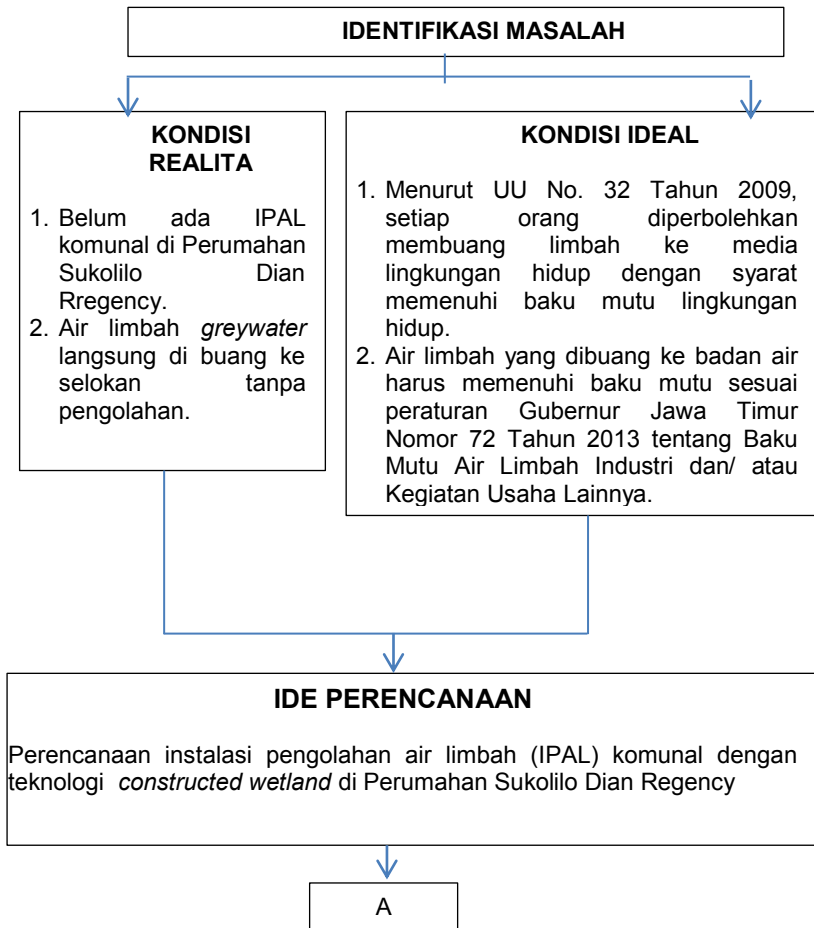 IDENTIFIKASI MASALAH
KONDISI
REALITA
1. Belum ada IPAL
komunal di Perumahan
Sukolilo Dian
Rregency.
2. Air limbah greywater
langsung di buang ke
selokan tanpa
pengolahan.
KONDISI IDEAL
1. Menurut UU No. 32 Tahun 2009,
setiap orang diperbolehkan
membuang limbah ke media
lingkungan hidup dengan syarat
memenuhi baku mutu lingkungan
hidup.
2. Air limbah yang dibuang ke badan air
harus memenuhi baku mutu sesuai
peraturan Gubernur Jawa Timur
Nomor 72 Tahun 2013 tentang Baku
Mutu Air Limbah Industri dan/ atau
Kegiatan Usaha Lainnya.
IDE PERENCANAAN
Perencanaan instalasi pengolahan air limbah (IPAL) komunal dengan
teknologi constructed wetland di Perumahan Sukolilo Dian Regency
A